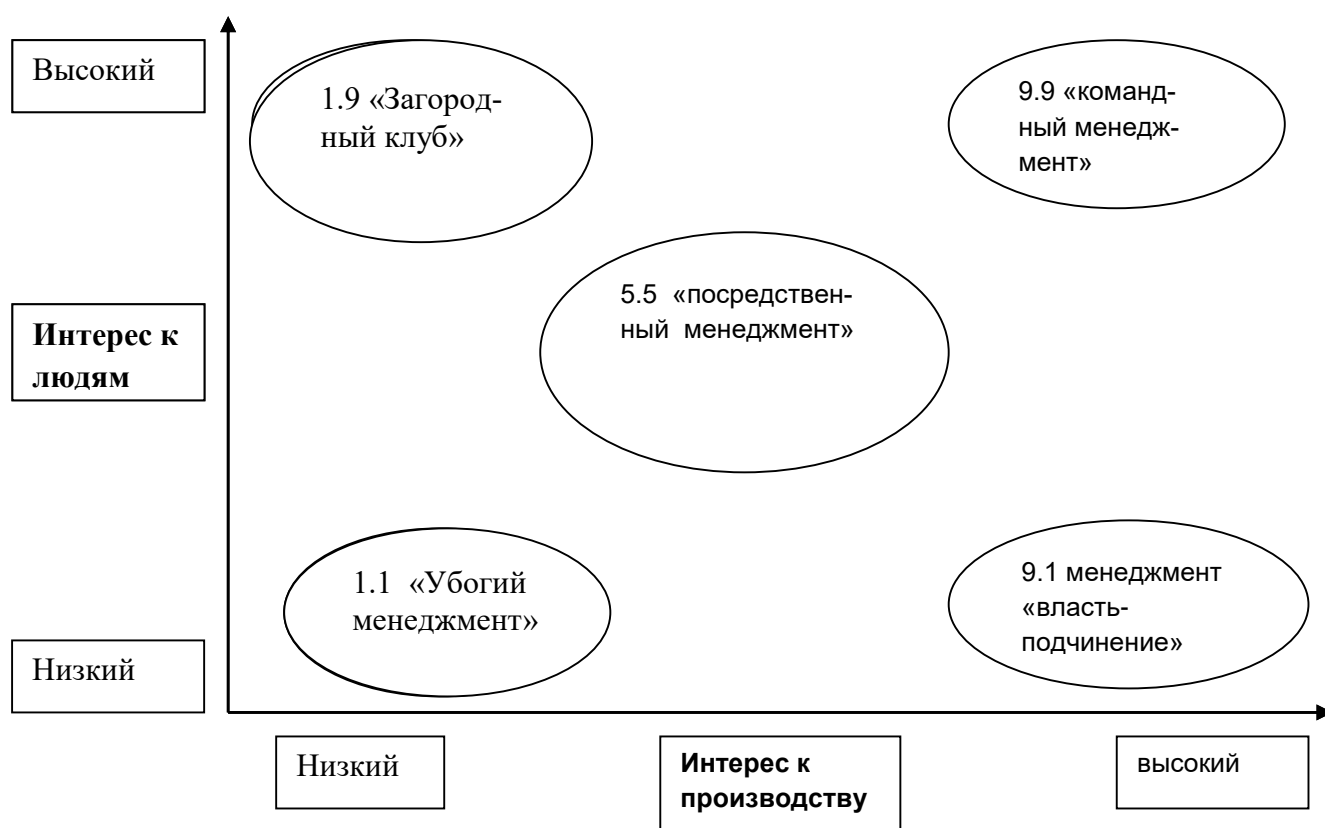 Высокий
1.9 «Загород-
ный клуб»
9.9 «команд-
ный менедж-
мент»
Интерес к
людям
5.5 «посредствен-
ный менеджмент»
1.1 «Убогий
менеджмент»
9.1 менеджмент
«власть-
подчинение»
Низкий
Низкий
Интерес к
производству
высокий